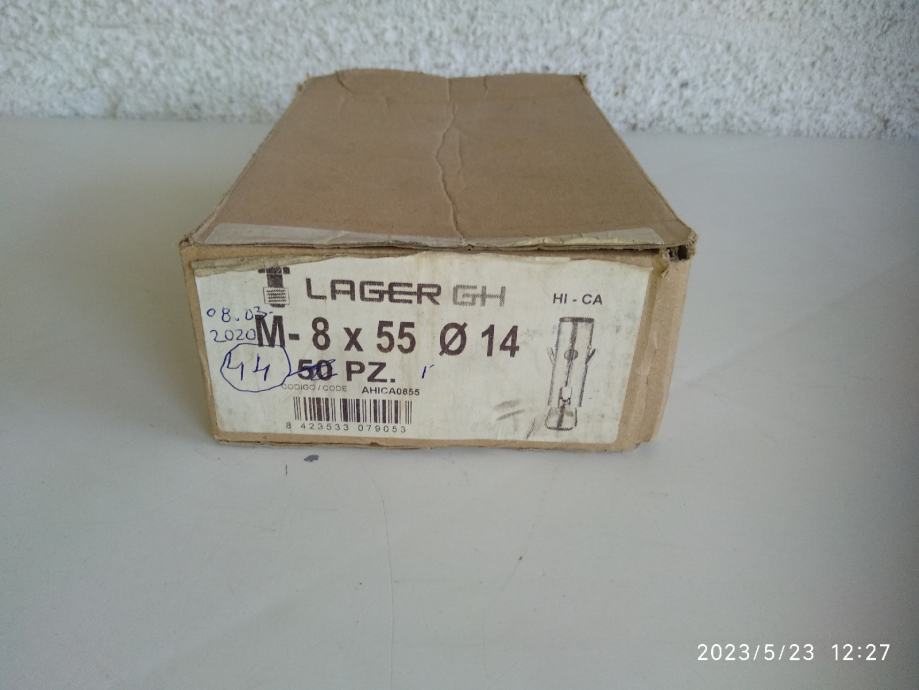 LAGER GH
HI - CA
08.03-
2020
M- 8 x 55 Ø 14
44
50 PZ.
CODIGO / CODE AHICA0855
8 423533 079053
2023/5/23 12:27